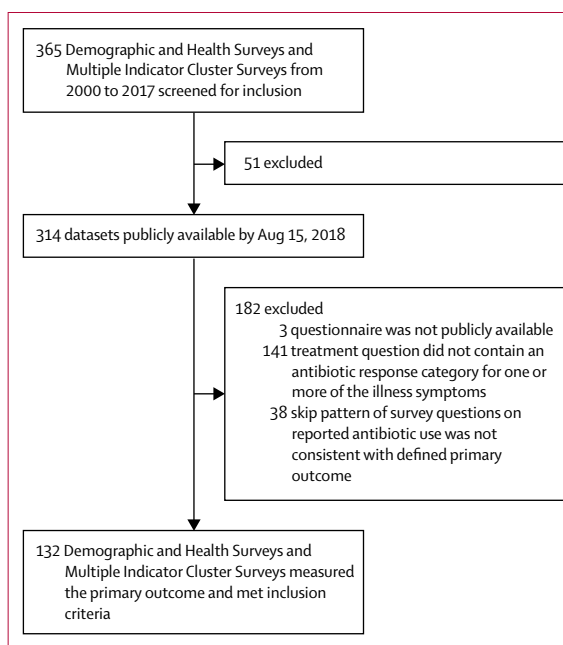 365 Demographic and Health Surveys and
Multiple Indicator Cluster Surveys from
2000 to 2017 screened for inclusion
51 excluded
314 datasets publicly available by Aug 15, 2018
182 excluded
3 questionnaire was not publicly available
141 treatment question did not contain an
antibiotic response category for one or
more of the illness symptoms
38 skip pattern of survey questions on
reported antibiotic use was not
consistent with defined primary
outcome
132 Demographic and Health Surveys and
Multiple Indicator Cluster Surveys measured
the primary outcome and met inclusion
criteria